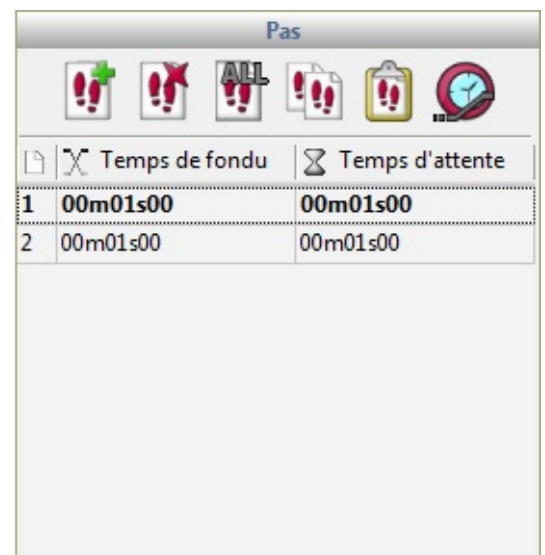 Pas
ALL
Temps de fondu Temps d'attente
1 00m01s00 00m01s00
2 00m01s00 00m01s00